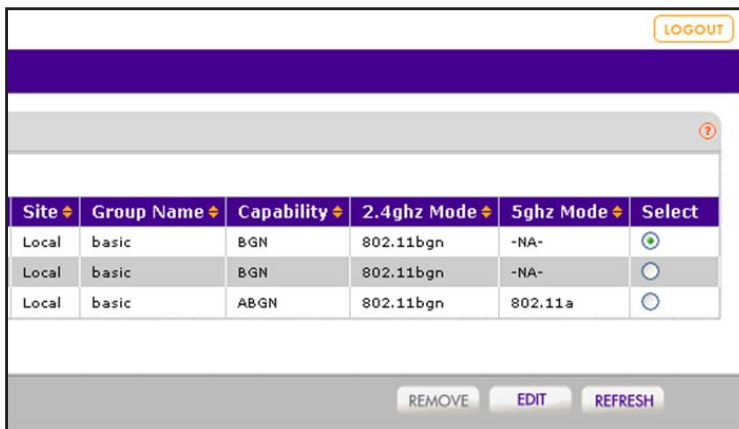 LOGOUT
?
Site Group Name Capability 2.4ghz Mode 5ghz Mode Select
Local basic BGN 802.11bgn -NA-
Local basic BGN 802.11bgn -NA-
Local basic ABGN 802.11bgn 802.11a
REMOVE EDIT REFRESH